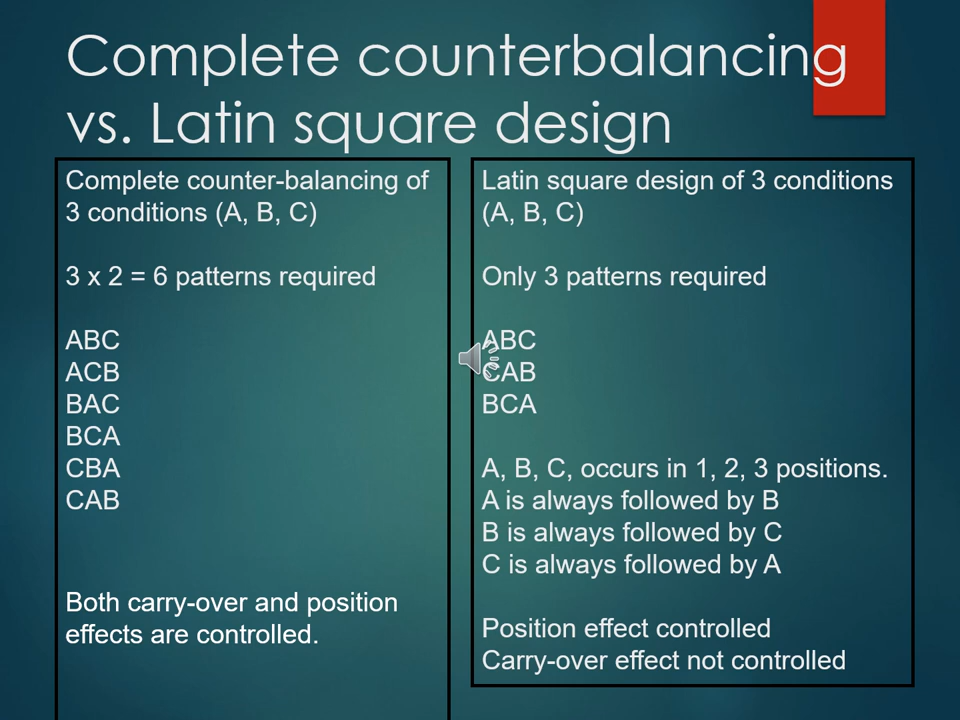 Complete counterbalancing
vs. Latin square design
Complete counter-balancing of
3 conditions (A, B, C)
3 x 2 = 6 patterns required
ABC
ACB
BAC
BCA
CBA
CAB
Both carry-over and position
effects are controlled.
Latin square design of 3 conditions
(A, B, C)
Only 3 patterns required
ABC
CAB
BCA
A, B, C, occurs in 1, 2, 3 positions.
A is always followed by B
B is always followed by C
C is always followed by A
Position effect controlled
Carry-over effect not controlled